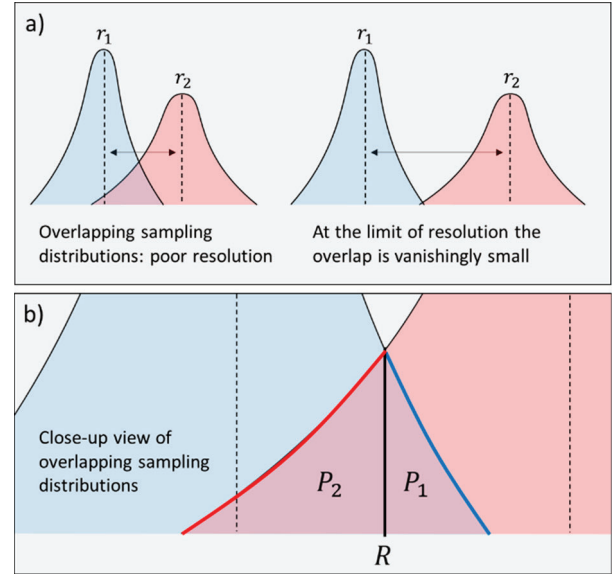 a)
r₁
r₂
r₁
r₂
Overlapping sampling
distributions: poor resolution
At the limit of resolution the
overlap is vanishingly small
b)
Close-up view of
overlapping sampling
distributions
P₂
P₁
R